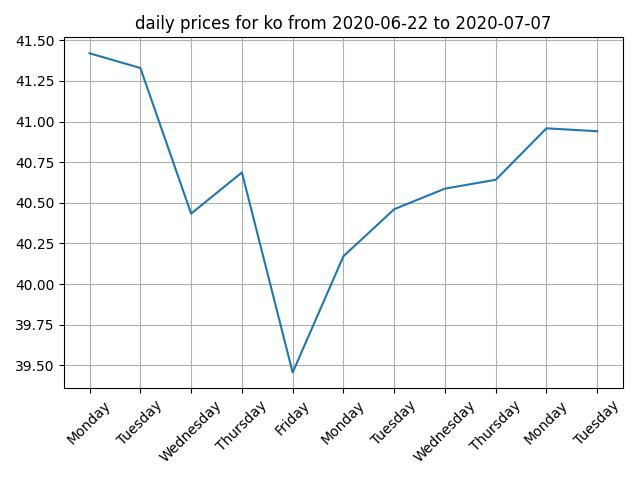 daily prices for ko from 2020-06-22 to 2020-07-07
41.50
41.25
41.00
40.75
40.50
40.25
40.00
39.75
39.50
Monday
Tuesday
Wednesday
Thursday
Friday
Monday
Tuesday
Wednesday
Thursday
Monday
Tuesday